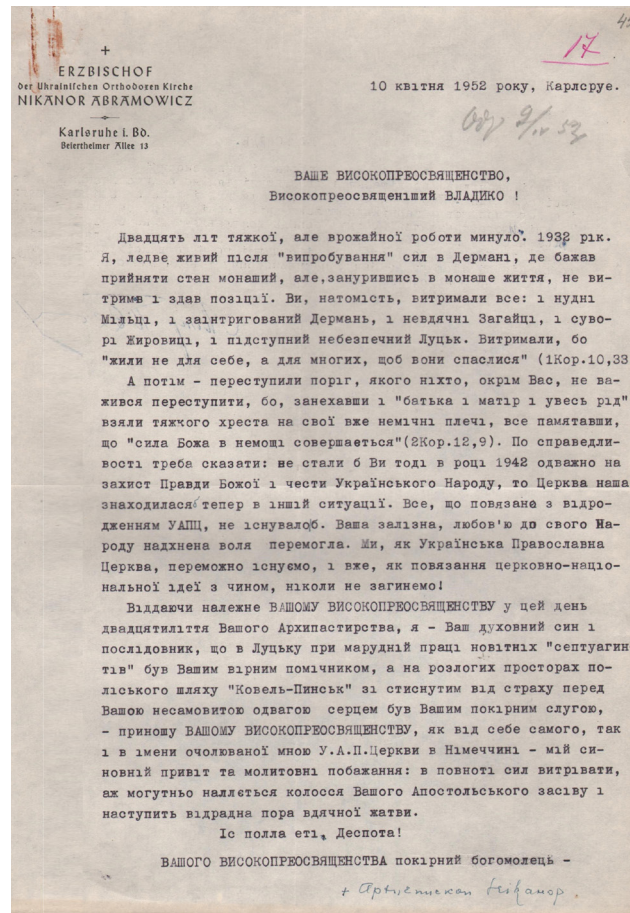 17
ERZBISCHOF
der Ukrainischen Orthodoxen Kirche
NIKANOR ABRAMOWICZ
Karlsruhe i. Bd.
Beiertheimer Allee 13
10 квітня 1952 року, Карлсруе.
ВАШЕ ВИСОКОПРЕОСВЯЩЕНСТВО,
Високопреосвященіший ВЛАДИКО !
Двадцять літ тяжкої, але врожайної роботи минуло. 1932 рік.
Я, ледве живий після "випробування" сил в Дермані, де бажав
прийняти стан монаший, але, занурившись в монаше життя, не ви-
трим в і здав позіції. Ви, натомість, витримали все: і нудні
Мільці, і заінтригований Дермань, і невдячні Загайці, і суво-
рі Жировиці, і підступний небезпечний Луцьк. Витримали, бо
"жили не для себе, а для многих, щоб вони спаслися" (1Кор.10,33
А потім - переступили поріг, якого ніхто, окрім Вас, не ва-
жився переступити, бо, занехавши і "батька і матір і увесь рід"
взяли тяжкого хреста на свої вже немічні плечі, все памятавши,
що "сила Божа в немощі совершається"(2Кор.12,9). По справедли-
вости треба сказати: не стали б Ви тоді в році 1942 одважно на
захист Правди Божої і чести Українського Народу, то Церква наша
знаходилася тепер в іншій ситуації. Все, що повязане з відро-
дженням УАПЦ, не існувалоб. Ваша залізна, любов'ю до свого На-
роду надхнена воля перемогла. Ми, як Українська Православна
Церква, переможно існуємо, і вже, як повязання церковно-націо-
нальної ідеї з чином, ніколи не загинемо!
Віддаючи належне ВАШОМУ ВИСОКОПРЕОСВЯЩЕНСТВУ у цей день
двадцятиліття Вашого Архипастирства, я - Ваш духовний син і
послідовник, що в Луцьку при марудній праці новітніх "септуагин
тів" був Вашим вірним помічником, а на розлогих просторах по-
ліського шляху "Ковель-Пинськ" зі стиснутим від страху перед
Вашою несамовитою одвагою серцем був Вашим покірним слугою,
- приношу ВАШОМУ ВИСОКОПРЕОСВЯЩЕНСТВУ, як від себе самого, так
і в імени очолюваної мною У.А.П.Церкви в Німеччині - мій си-
новній привіт та молитовні побажання: в повноті сил витрівати,
аж могутньо наллється колосся Вашого Апостольського засіву і
наступить відрадна пора вдячної жатви.
Іс полла еті, Деспота!
ВАШОГО ВИСОКОПРЕОСВЯЩЕНСТВА покірний богомолець -
+ Архиєпископ Никанор.